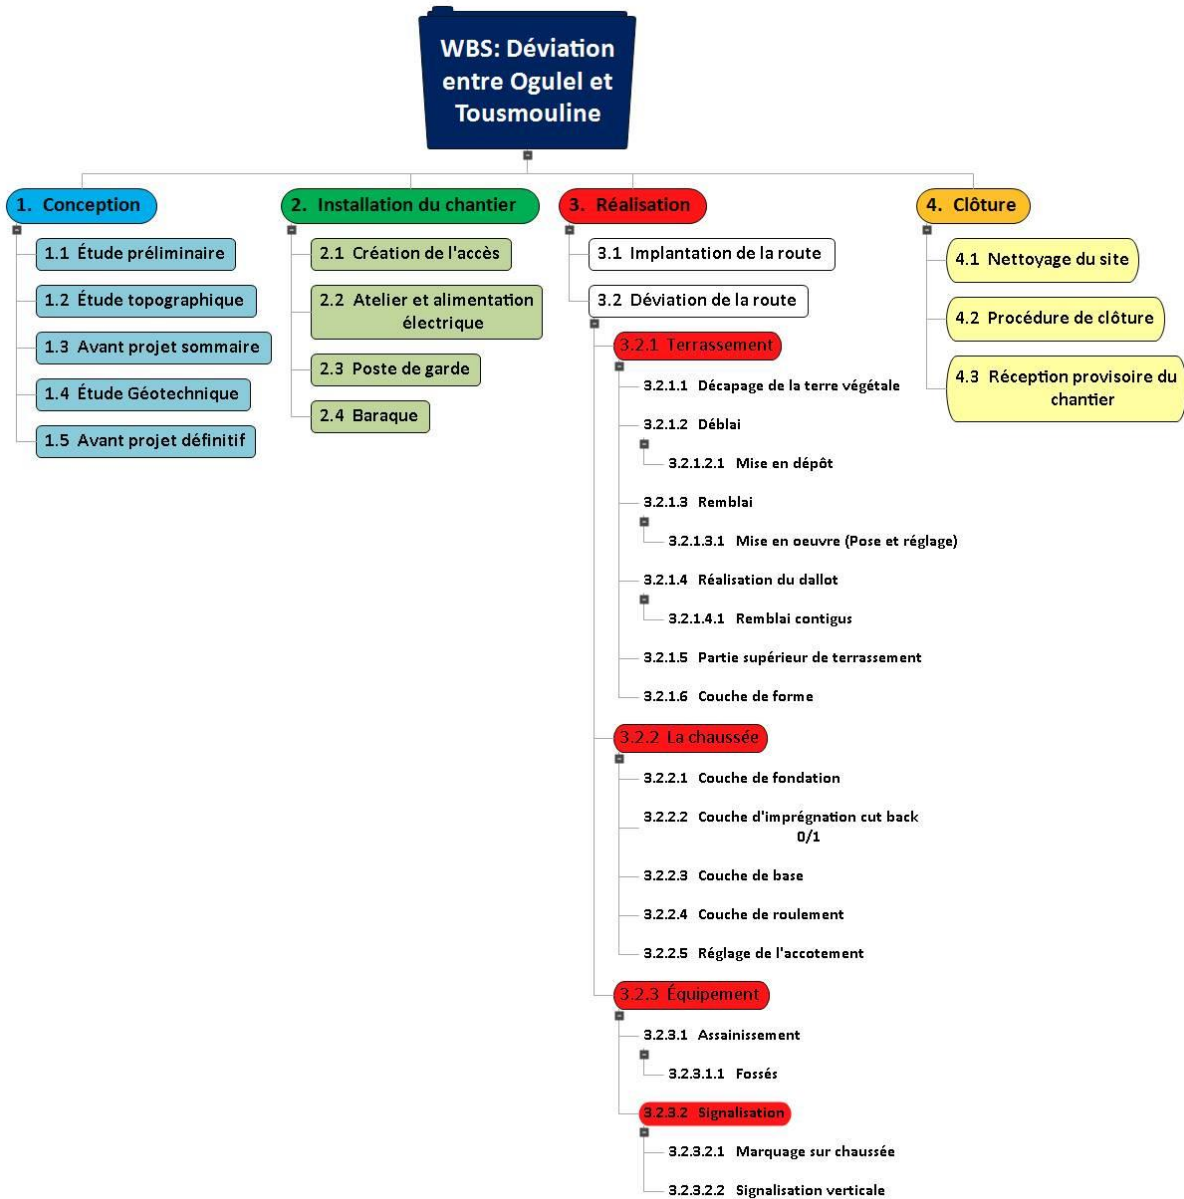 WBS: Déviation
entre Ogulel et
Tousmouline
1. Conception
1.1 Étude préliminaire
1.2 Étude topographique
1.3 Avant projet sommaire
1.4 Étude Géotechnique
1.5 Avant projet définitif
2. Installation du chantier
2.1 Création de l'accès
2.2 Atelier et alimentation
électrique
2.3 Poste de garde
2.4 Baraque
3. Réalisation
3.1 Implantation de la route
3.2 Déviation de la route
3.2.1 Terrassement
3.2.1.1 Décapage de la terre végétale
3.2.1.2 Déblai
3.2.1.2.1 Mise en dépôt
3.2.1.3 Remblai
3.2.1.3.1 Mise en oeuvre (Pose et réglage)
3.2.1.4 Réalisation du dallot
3.2.1.4.1 Remblai contigus
3.2.1.5 Partie supérieur de terrassement
3.2.1.6 Couche de forme
3.2.2 La chaussée
3.2.2.1 Couche de fondation
3.2.2.2 Couche d'imprégnation cut back
0/1
3.2.2.3 Couche de base
3.2.2.4 Couche de roulement
3.2.2.5 Réglage de l'accotement
3.2.3 Équipement
3.2.3.1 Assainissement
3.2.3.1.1 Fossés
3.2.3.2 Signalisation
3.2.3.2.1 Marquage sur chaussée
3.2.3.2.2 Signalisation verticale
4. Clôture
4.1 Nettoyage du site
4.2 Procédure de clôture
4.3 Réception provisoire du
chantier